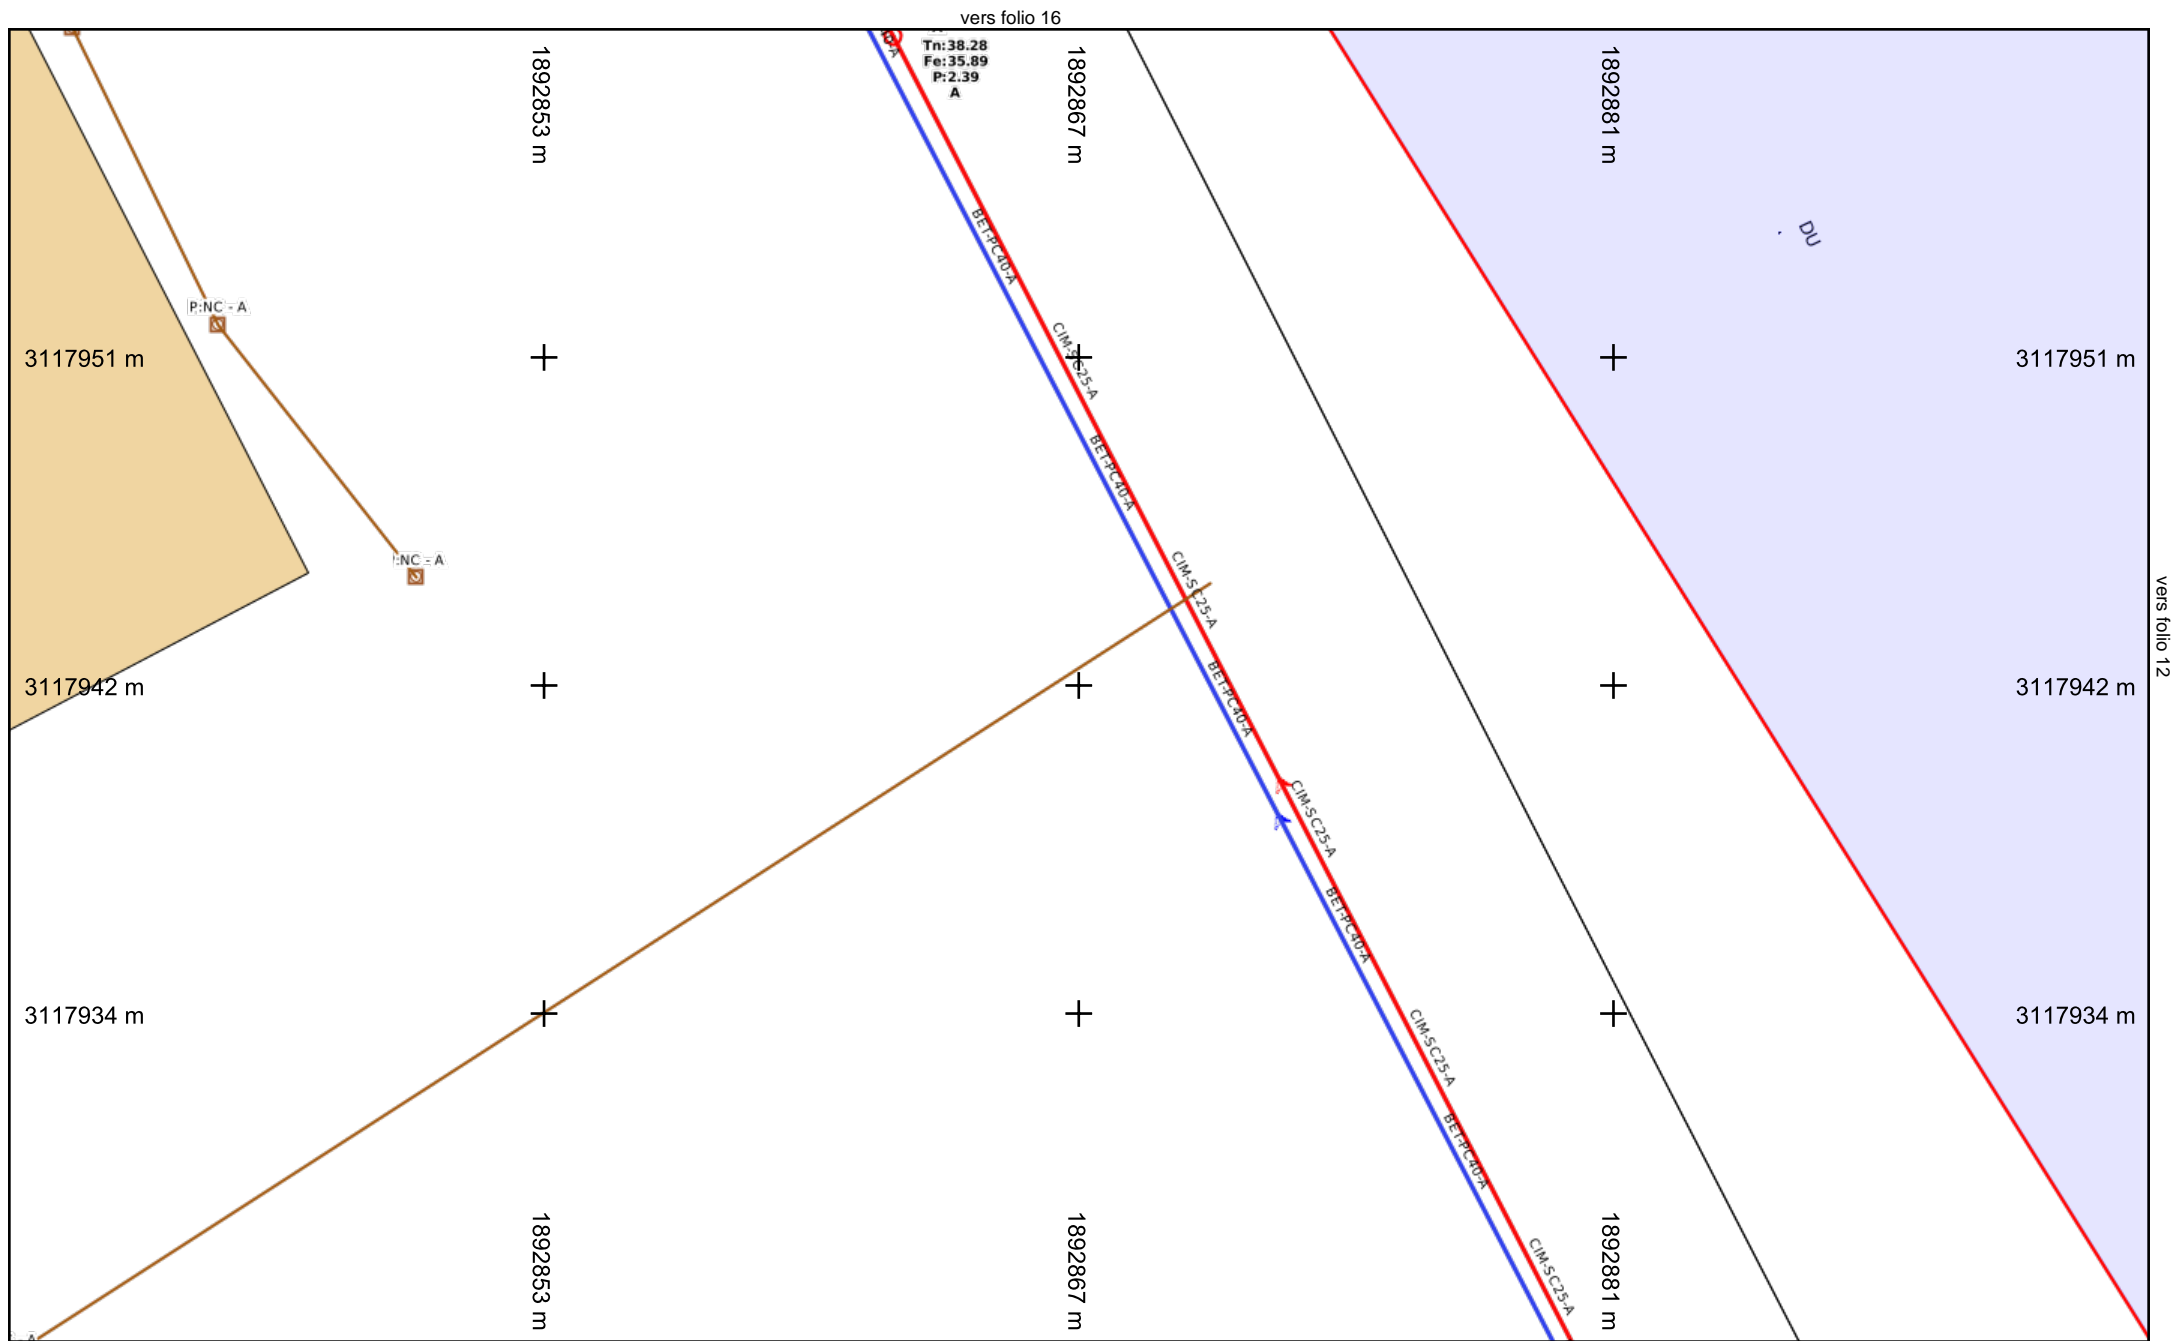 vers folio 16
1892853 m
1892867 m
1892881 m
Tn:38.28
Fe:35.89
P:2.39
A
BET-PC40-A
DU
P:NC - A
CIM-SC25-A
3117951 m
3117951 m
BET-PC40-A
:NC - A
CIM-SC25-A
vers folio 12
3117942 m
3117942 m
BET-PC40-A
CIM-SC25-A
BET-PC40-A
3117934 m
3117934 m
CIM-SC25-A
BET-PC40-A
1892853 m
1892867 m
1892881 m
CIM-SC25-A